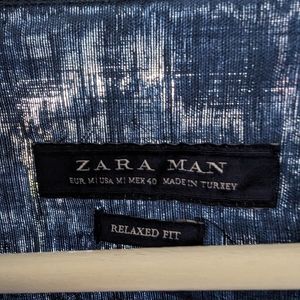 ZARA MAN
EUR M | USA M | MEX 40 MADE IN TURKEY
RELAXED FIT